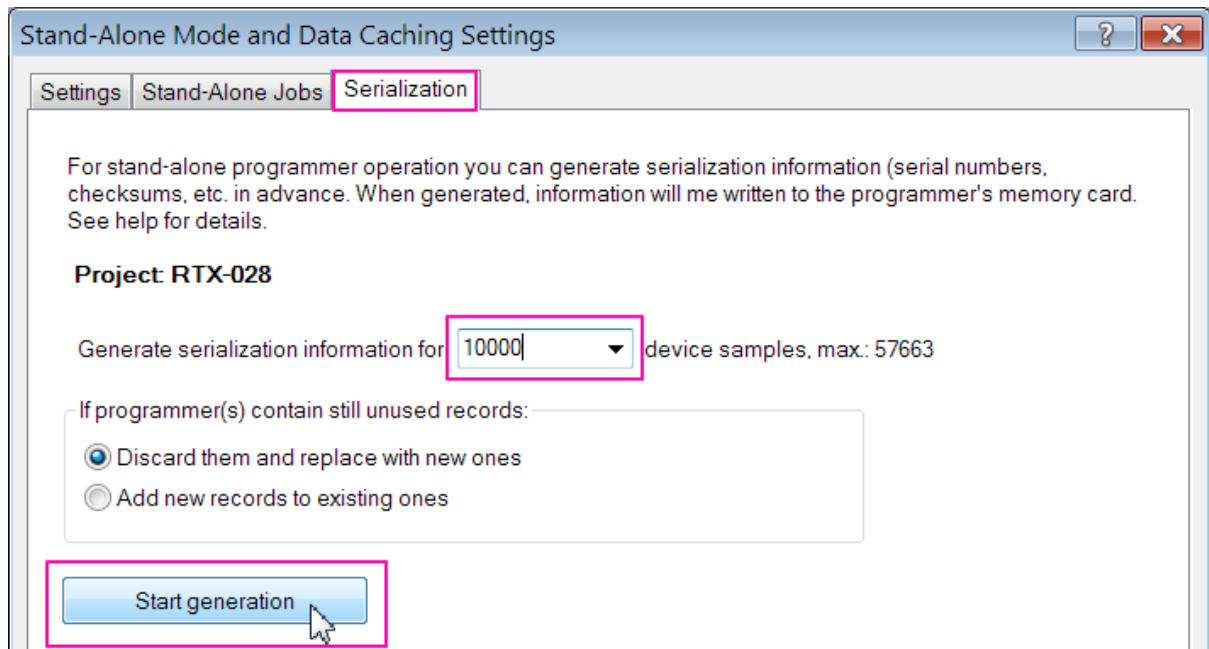 Stand-Alone Mode and Data Caching Settings
?
Settings Stand-Alone Jobs Serialization
For stand-alone programmer operation you can generate serialization information (serial numbers,
checksums, etc. in advance. When generated, information will me written to the programmer's memory card.
See help for details.
Project: RTX-028
Generate serialization information for 10000 device samples, max.: 57663
If programmer(s) contain still unused records:
Discard them and replace with new ones
Add new records to existing ones
Start generation